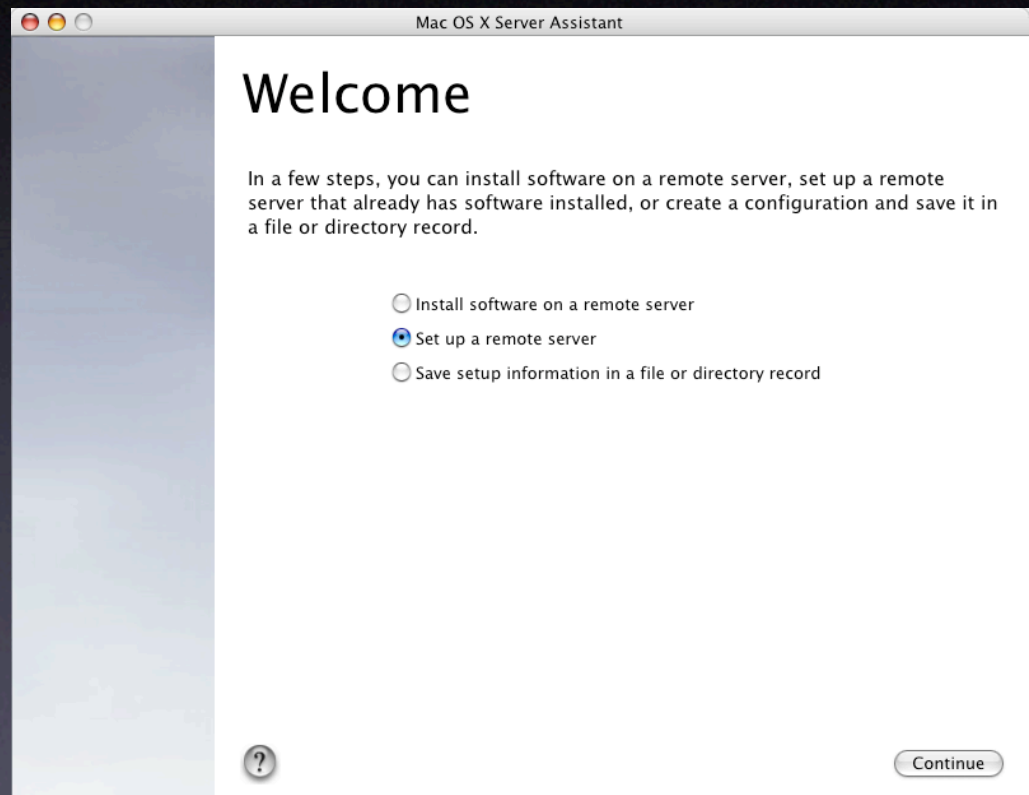 Mac OS X Server Assistant
Welcome
In a few steps, you can install software on a remote server, set up a remote
server that already has software installed, or create a configuration and save it in
a file or directory record.
Install software on a remote server
Set up a remote server
Save setup information in a file or directory record
?
Continue